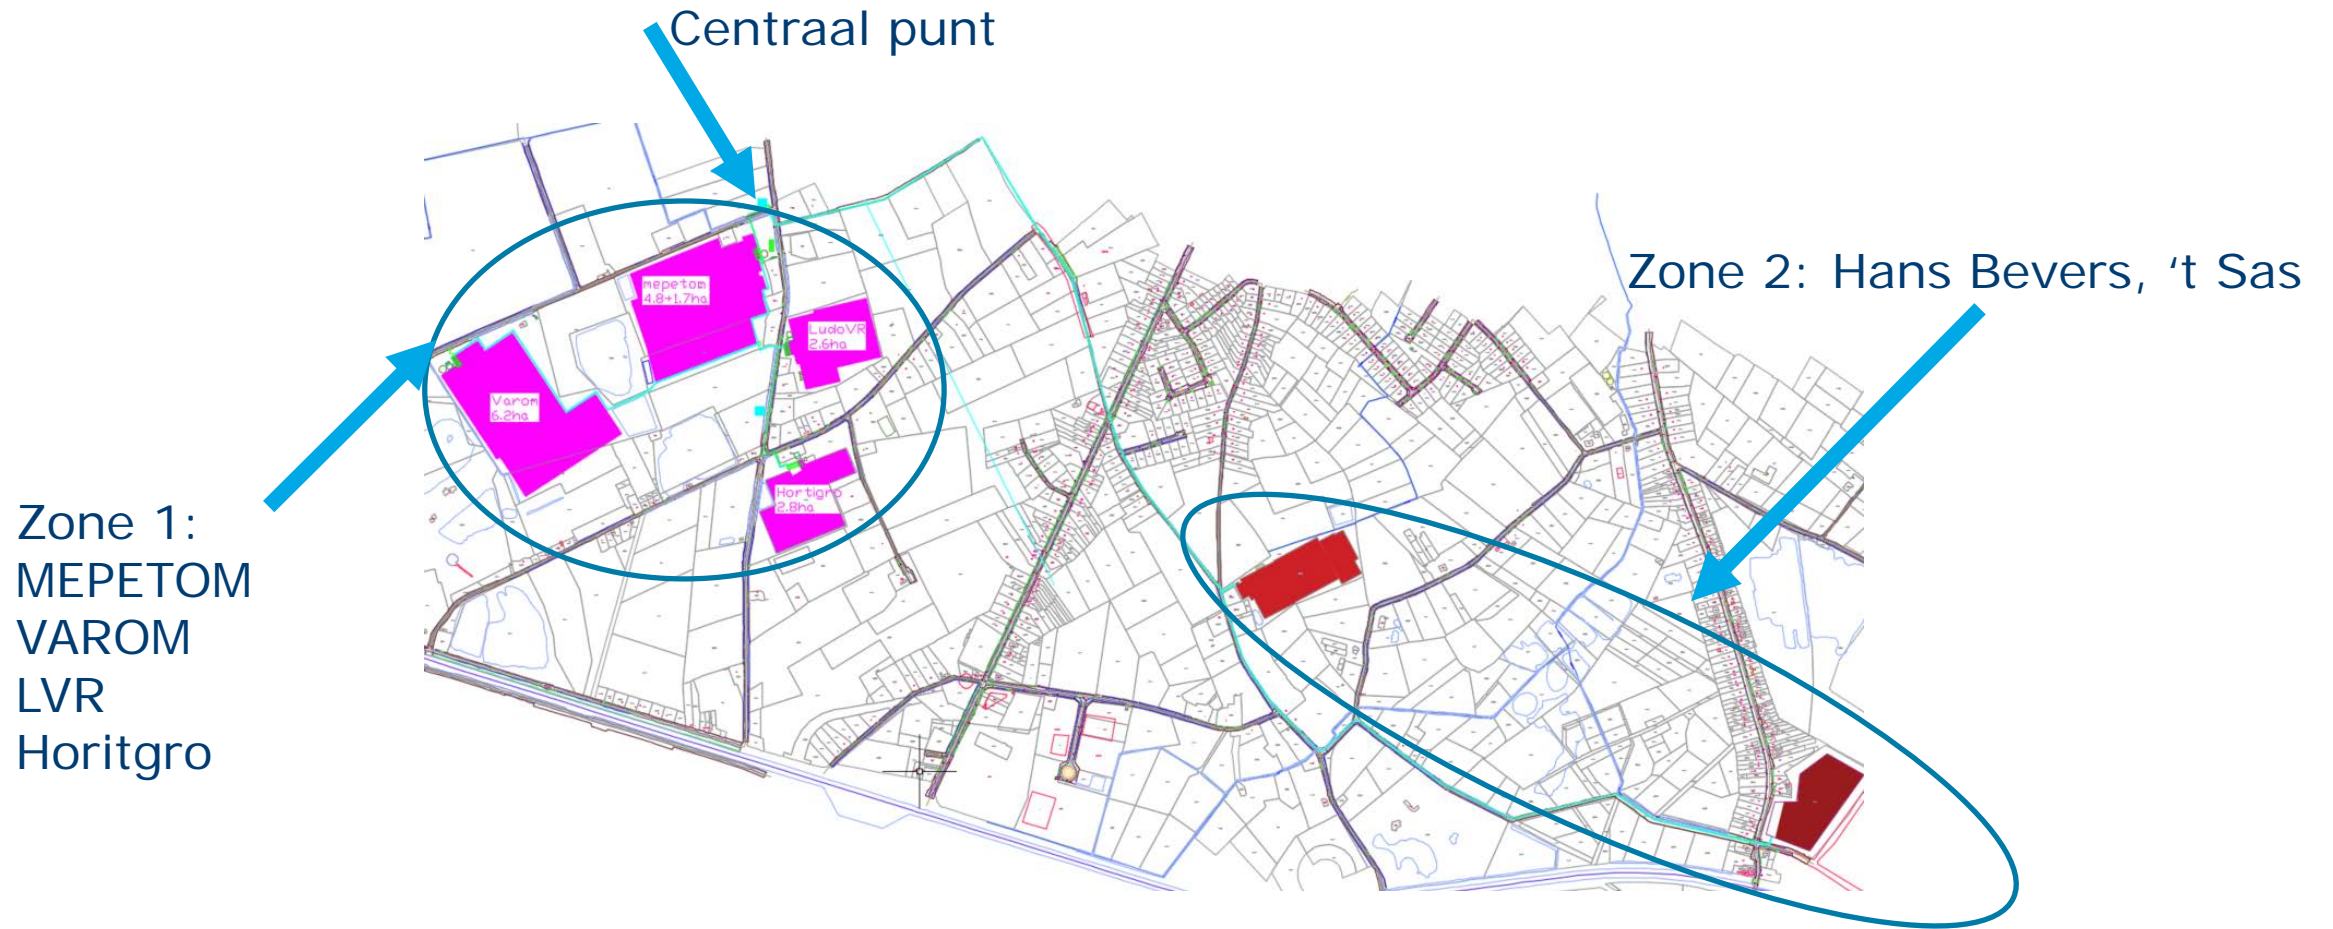 Centraal punt
Zone 2: Hans Bevers, ‘t Sas
mepetom
4.8+1.7ha
LudoVR
2.6ha
Varom
6.2ha
Hortigro
2.8ha
Zone 1:
MEPETOM
VAROM
LVR
Horitgro